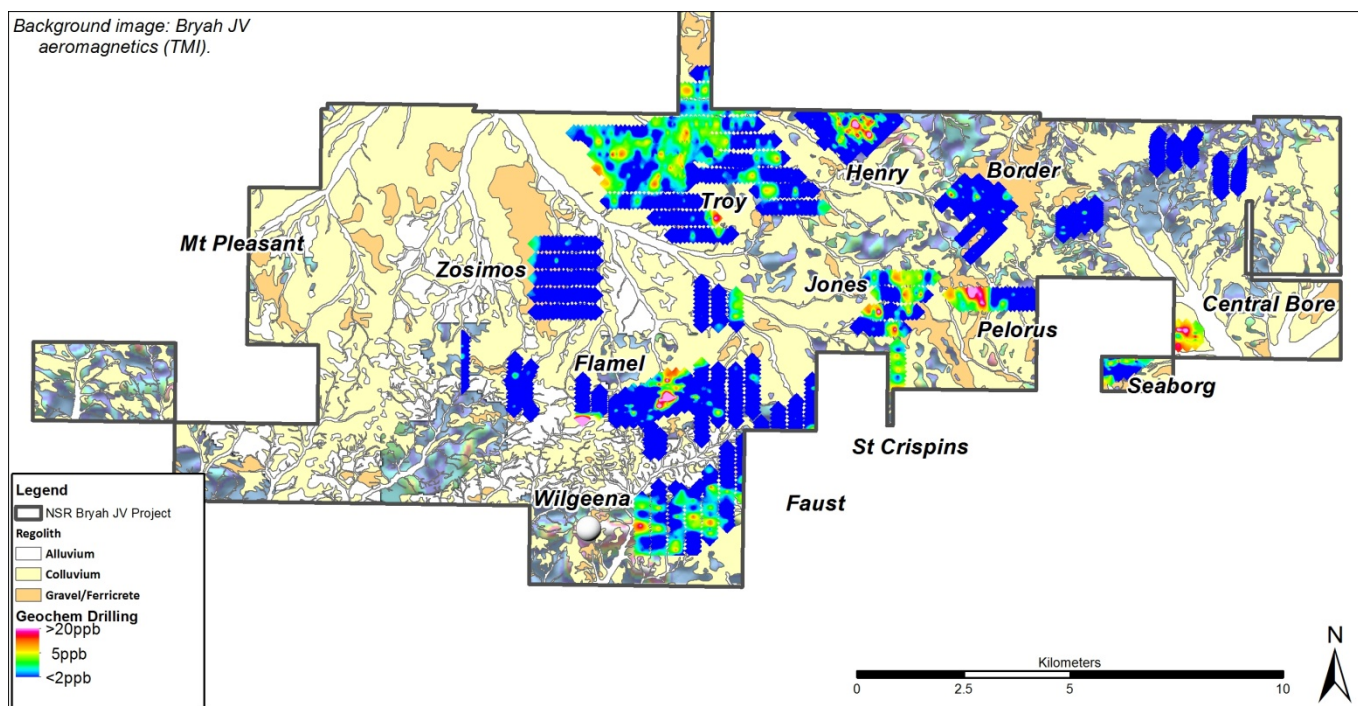 Background image: Bryah JV
aeromagnetics (TMI).
Henry
Border
Troy
Mt Pleasant
Zosimos
Jones
Central Bore
Pelorus
Flamel
Seaborg
St Crispins
Wilgeena
Faust
Legend
NSR Bryah JV Project
Regolith
Alluvium
Colluvium
Gravel/Ferricrete
Geochem Drilling
>20ppb
5ppb
<2ppb
N
Kilometers
0 2.5 5 10